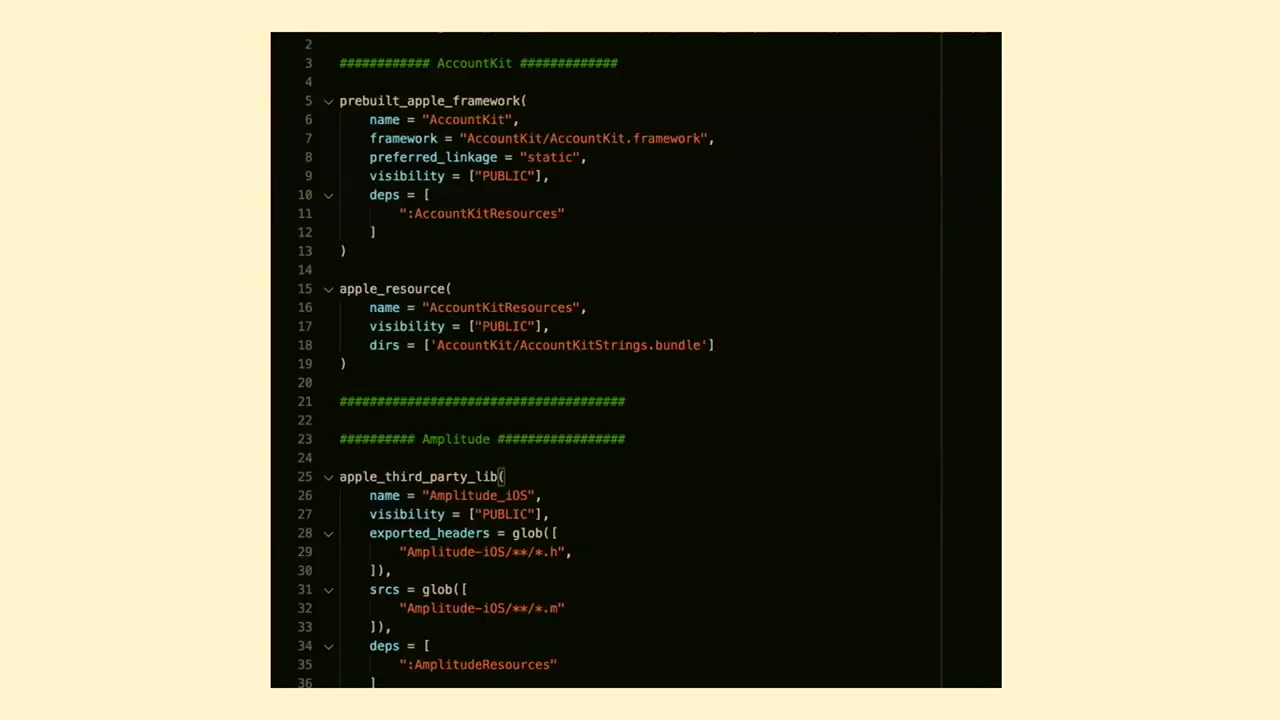 2
3 ############ AccountKit #############
4
5 prebuilt_apple_framework(
6 name = "AccountKit",
7 framework = "AccountKit/AccountKit.framework",
8 preferred_linkage = "static",
9 visibility = ["PUBLIC"],
10 deps = [
11 ":AccountKitResources"
12 ]
13 )
14
15 apple_resource(
16 name = "AccountKitResources",
17 visibility = ["PUBLIC"],
18 dirs = ['AccountKit/AccountKitStrings.bundle']
19 )
20
21 ######################################
22
23 ########## Amplitude #################
24
25 apple_third_party_lib(
26 name = "Amplitude_iOS",
27 visibility = ["PUBLIC"],
28 exported_headers = glob([
29 "Amplitude-iOS/**/*.h",
30 ]),
31 srcs = glob([
32 "Amplitude-iOS/**/*.m"
33 ]),
34 deps = [
35 ":AmplitudeResources"
36 ]